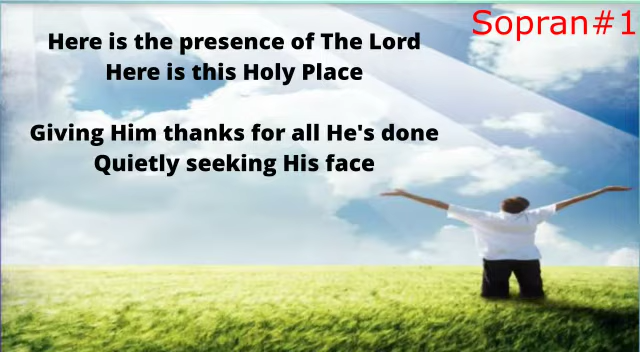 Sopran#1
Here is the presence of The Lord
Here is this Holy Place
Giving Him thanks for all He's done
Quietly seeking His face